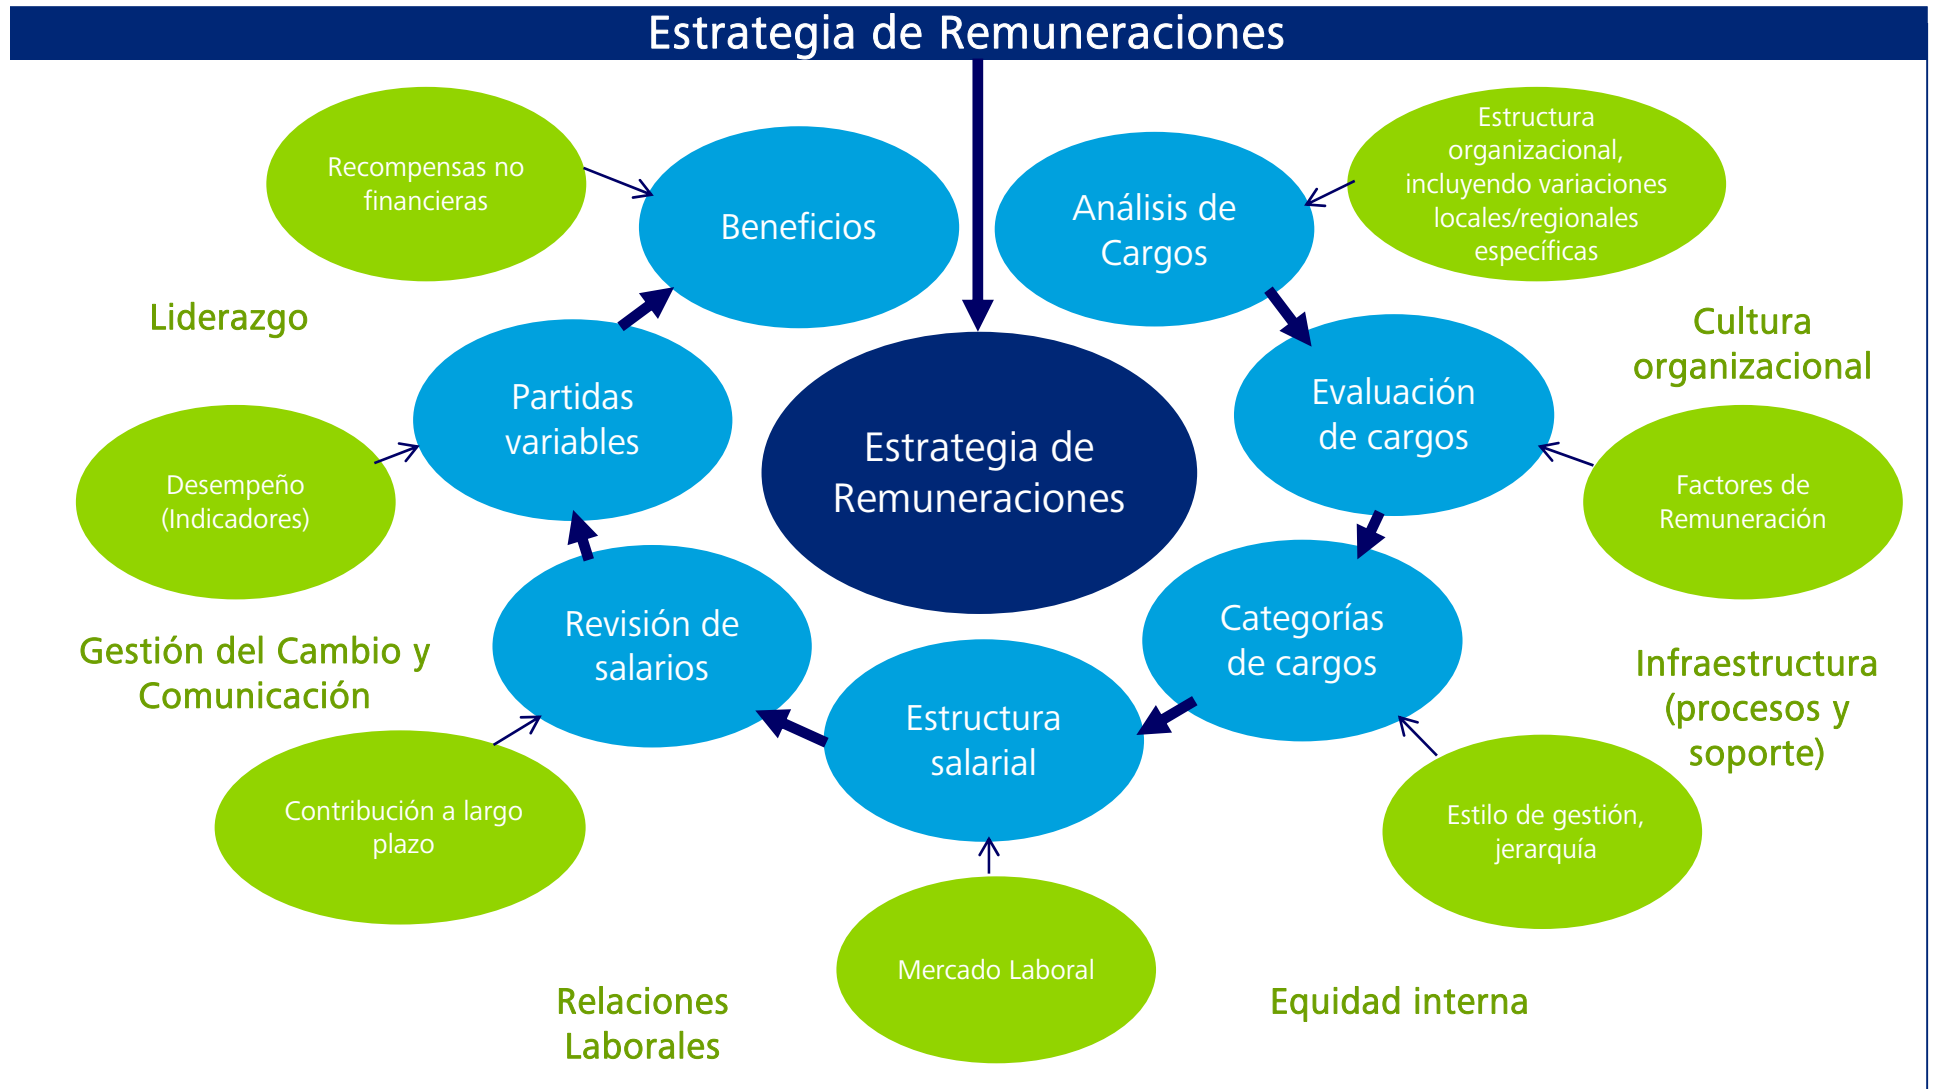 Estrategia de Remuneraciones
Recompensas no
financieras
Beneficios
Análisis de
Cargos
Estructura
organizacional,
incluyendo variaciones
locales/regionales
específicas
Liderazgo
Cultura
organizacional
Partidas
variables
Estrategia de
Remuneraciones
Evaluación
de cargos
Desempeño
(Indicadores)
Factores de
Remuneración
Gestión del Cambio y
Comunicación
Revisión de
salarios
Categorías
de cargos
Infraestructura
(procesos y
soporte)
Estructura
salarial
Contribución a largo
plazo
Estilo de gestión,
jerarquía
Mercado Laboral
Relaciones
Laborales
Equidad interna